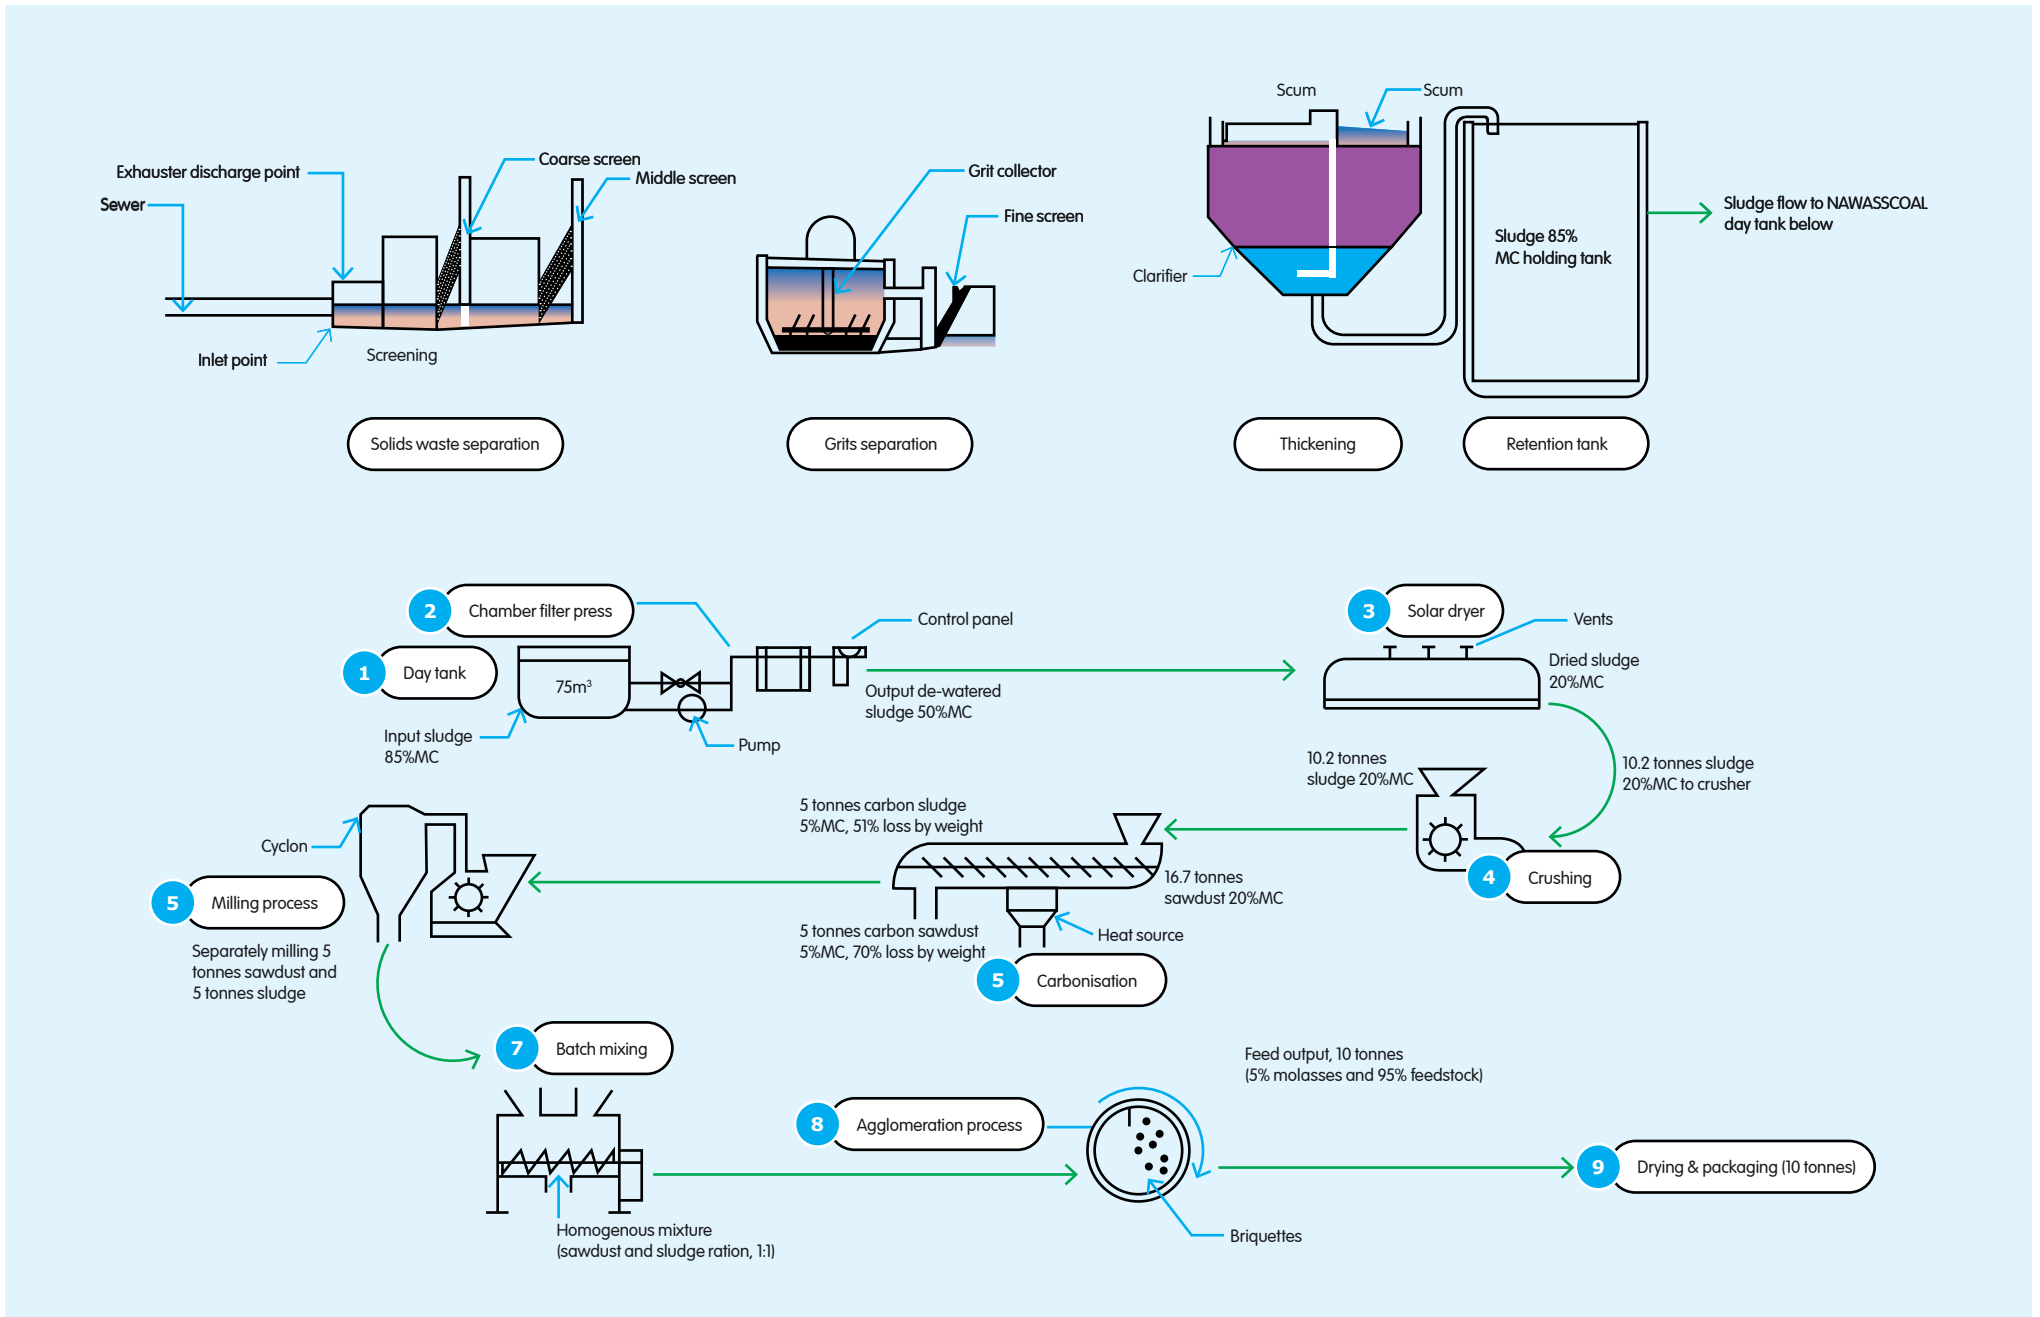 Scum
Scum
Exhauster discharge point
Coarse screen
Middle screen
Sewer
Grit collector
Fine screen
Sludge flow to NAWASSCOAL
day tank below
Sludge 85%
MC holding tank
Clarifier
Inlet point
Screening
Solids waste separation
Grits separation
Thickening
Retention tank
2
Chamber filter press
Control panel
3
Solar dryer
Vents
1
Day tank
75m³
Dried sludge
20%MC
Output de-watered
sludge 50%MC
Input sludge
85%MC
Pump
10.2 tonnes
sludge 20%MC
10.2 tonnes sludge
20%MC to crusher
5 tonnes carbon sludge
5%MC, 51% loss by weight
Cyclon
4
Crushing
16.7 tonnes
sawdust 20%MC
5
Milling process
5 tonnes carbon sawdust
5%MC, 70% loss by weight
Heat source
Separately milling 5
tonnes sawdust and
5 tonnes sludge
5
Carbonisation
7
Batch mixing
Feed output, 10 tonnes
(5% molasses and 95% feedstock)
8
Agglomeration process
9
Drying & packaging (10 tonnes)
Homogenous mixture
(sawdust and sludge ration, 1:1)
Briquettes